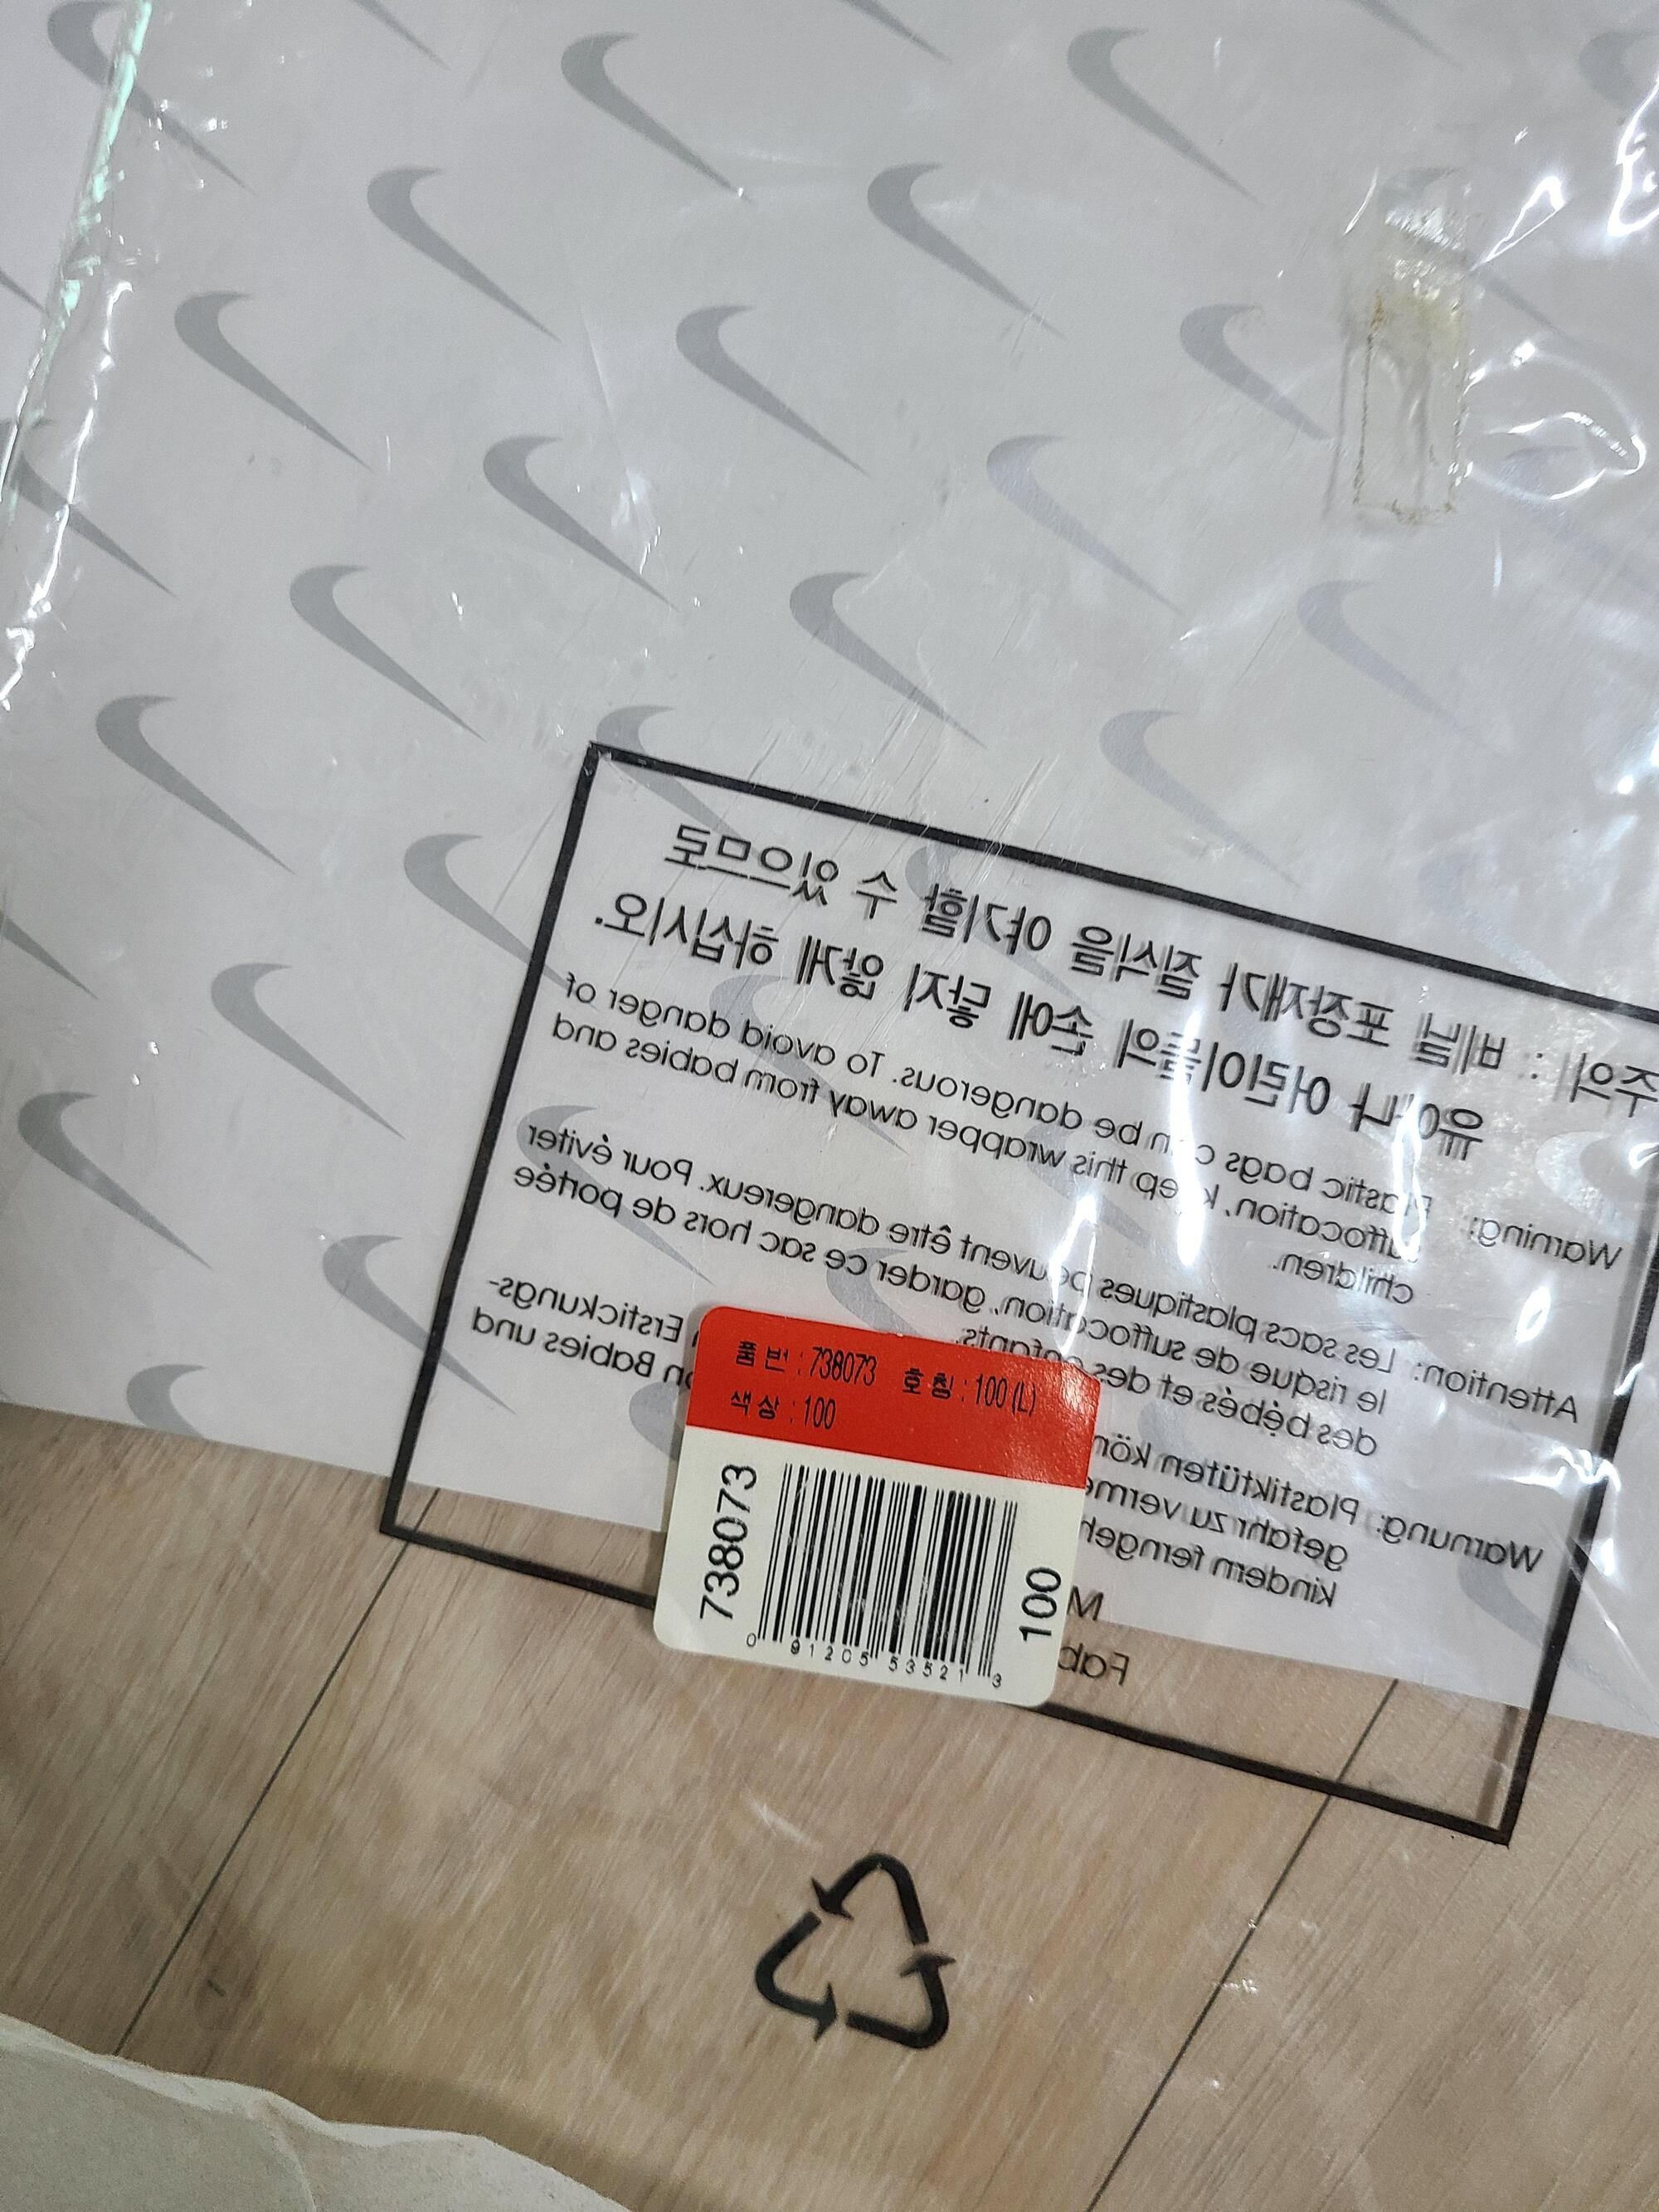 주의 : 비닐 포장재가 질식을 야기할 수 있으므로
유아나 어린이들의 손에 닿지 않게 하십시오.
Warning: Plastic bags can be dangerous. To avoid danger of
suffocation, keep this wrapper away from babies and
children.
Attention: Les sacs plastiques peuvent être dangereux. Pour éviter
le risque de suffocation, garder ce sac hors de portée
des bébés et des enfants.
Warnung: Plastiktüten kön Erstickungs-
gefahr zu verme on Babies und
kindern ferngeh
M
Fab
품번 : 738073 호칭 : 100 (L)
색상 : 100
738073
100
0 91205 53521 3